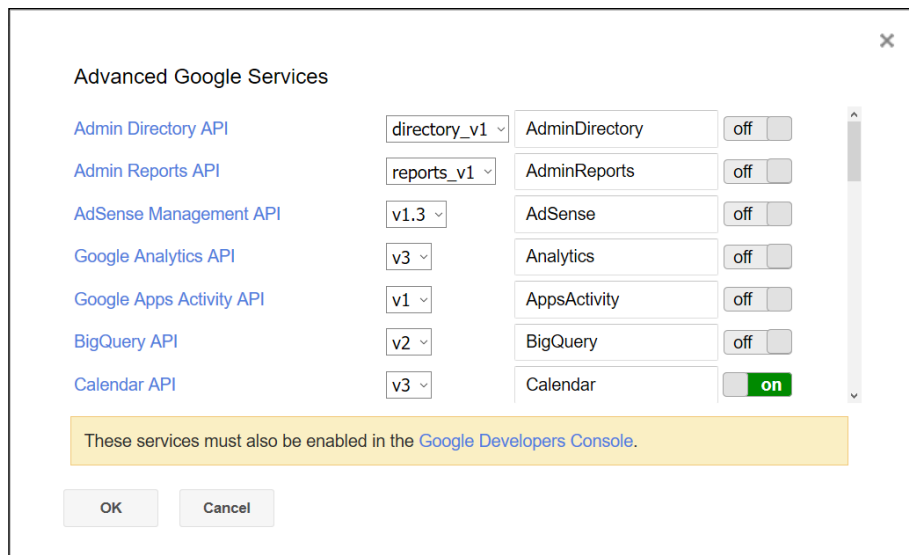 Advanced Google Services
Admin Directory API directory_v1 AdminDirectory off
Admin Reports API reports_v1 AdminReports off
AdSense Management API v1.3 AdSense off
Google Analytics API v3 Analytics off
Google Apps Activity API v1 AppsActivity off
BigQuery API v2 BigQuery off
Calendar API v3 Calendar on
These services must also be enabled in the Google Developers Console.
OK Cancel